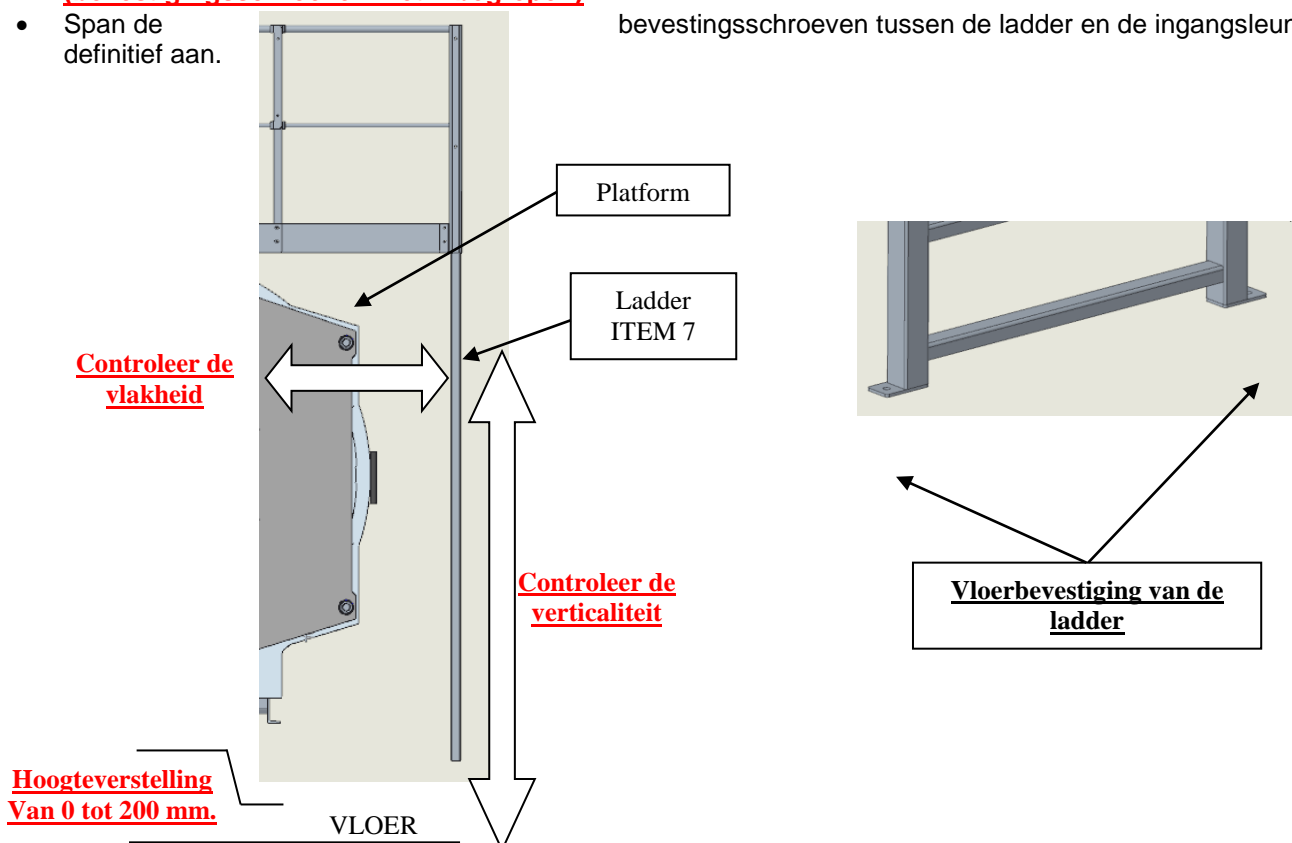 • Span de bevestingsschroeven tussen de ladder en de ingangsleun
definitief aan.
Platform
Ladder
ITEM 7
Controleer de
vlakheid
Controleer de
verticaliteit
Vloerbevestiging van de
ladder
Hoogteverstelling
Van 0 tot 200 mm.
VLOER